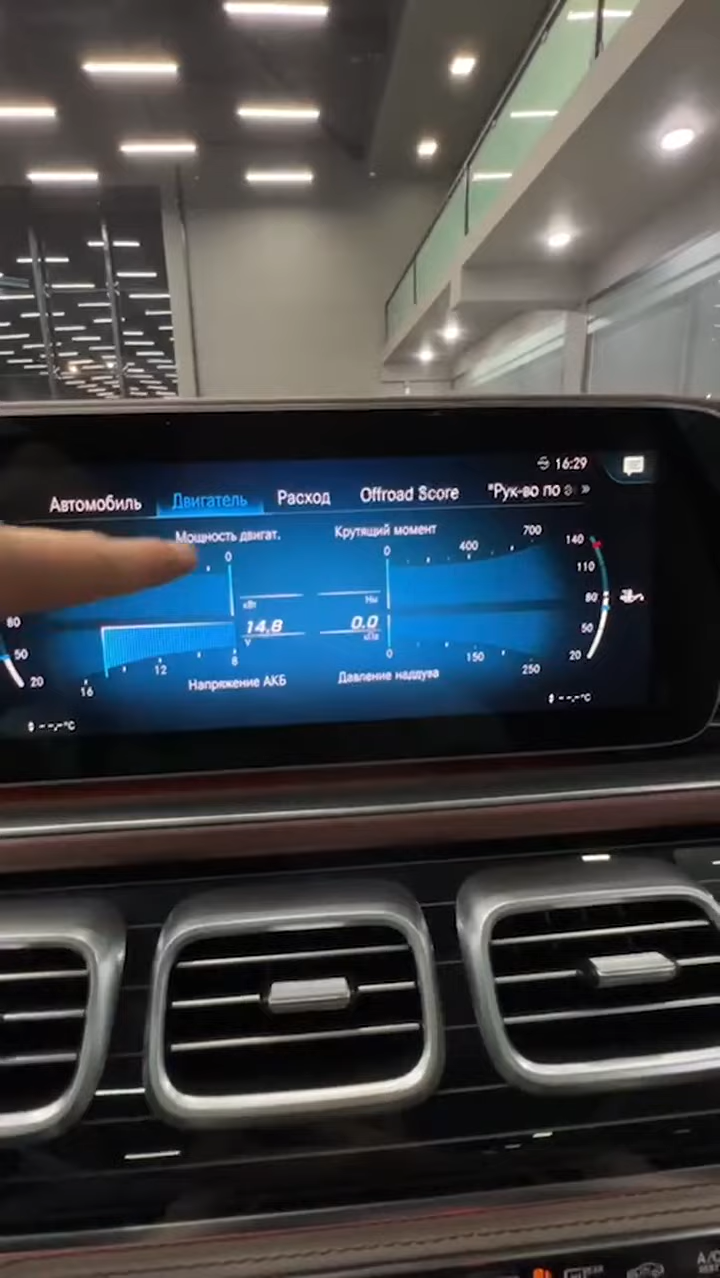 16:29
Автомобиль Двигатель Расход Offroad Score "Рук-во по э »
Мощность двигат. Крутящий момент
0 0 400 700 140
110
кВт Нм 80
80 14,8 0.0 50
V кПа
50 20
20 16 12 8 0 150 250
Напряжение АКБ Давление наддува
--,-°C --,-°C
A/C